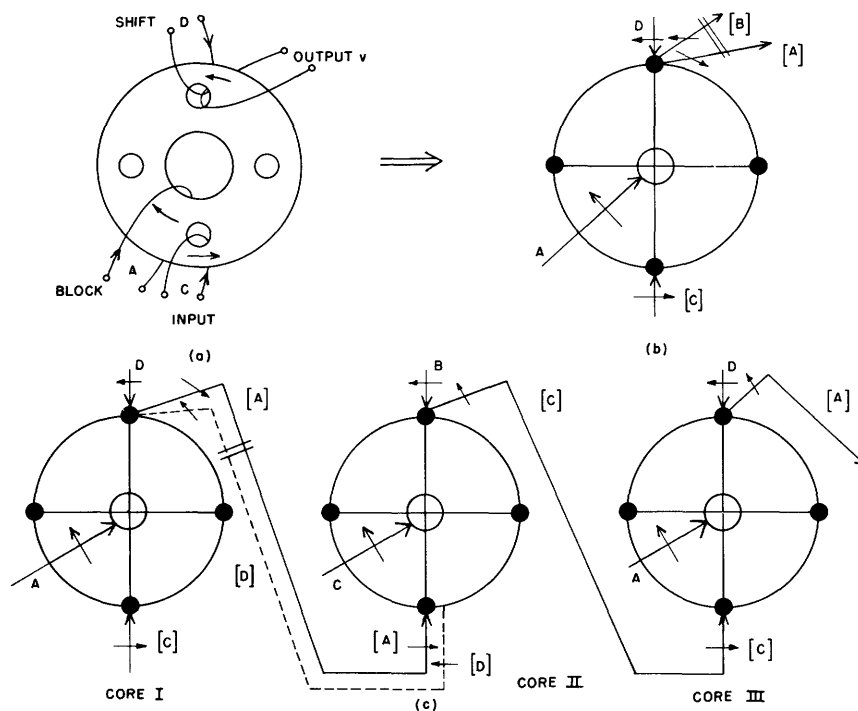 SHIFT D
OUTPUT v
A
C
BLOCK
INPUT
(a)
D
[B]
[A]
A
[C]
(b)
D
[A]
A
[D]
[C]
CORE I
B
[C]
C
[A]
[D]
CORE II
(c)
D
[A]
A
[C]
CORE III